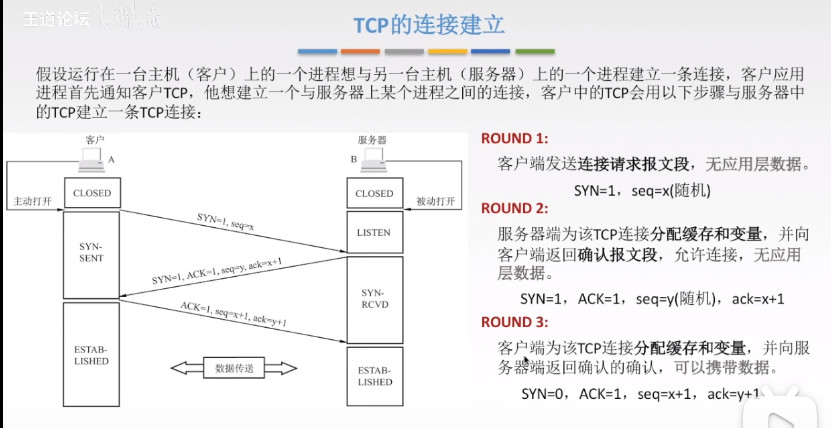 王道论坛
TCP的连接建立
假设运行在一台主机（客户）上的一个进程想与另一台主机（服务器）上的一个进程建立一条连接，客户应用
进程首先通知客户TCP，他想建立一个与服务器上某个进程之间的连接，客户中的TCP会用以下步骤与服务器中
的TCP建立一条TCP连接：
客户
A
服务器
B
主动打开
CLOSED
CLOSED
被动打开
SYN=1, seq=x
LISTEN
SYN-
SENT
SYN=1, ACK=1, seq=y, ack=x+1
SYN-
RCVD
ACK=1, seq=x+1, ack=y+1
ESTAB-
LISHED
数据传送
ESTAB-
LISHED
ROUND 1:
客户端发送连接请求报文段，无应用层数据。
SYN=1，seq=x(随机)
ROUND 2:
服务器端为该TCP连接分配缓存和变量，并向
客户端返回确认报文段，允许连接，无应用
层数据。
SYN=1，ACK=1，seq=y(随机)，ack=x+1
ROUND 3:
客户端为该TCP连接分配缓存和变量，并向服
务器端返回确认的确认，可以携带数据。
SYN=0，ACK=1，seq=x+1，ack=y+1